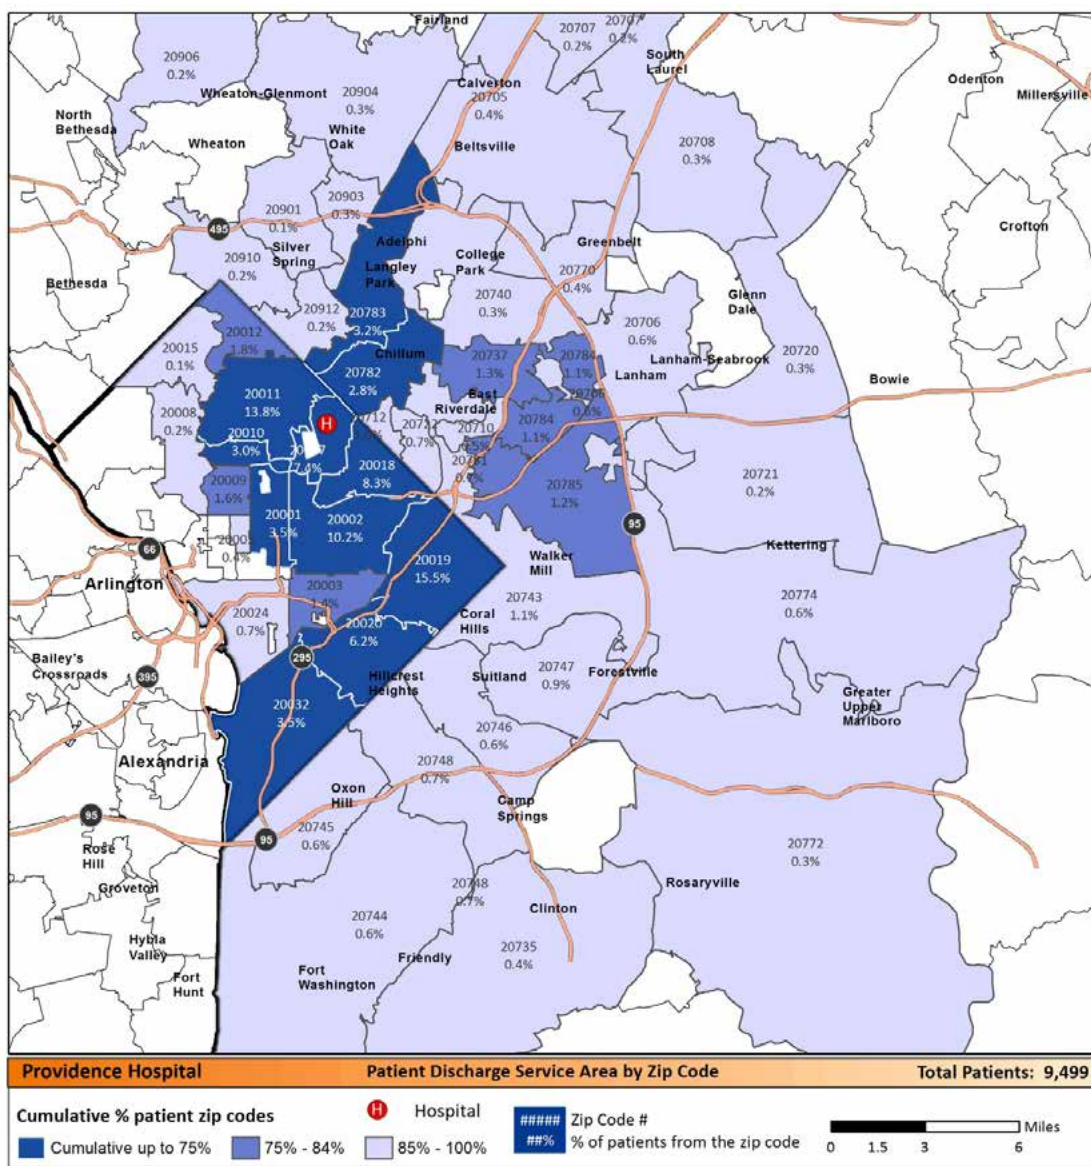 Fairland
20707
0.2%
20707
0.2%
20906
0.2%
South
Laurel
Calverton
20705
0.4%
Odenton
Wheaton-Glenmont
20904
0.3%
Millersville
North
Bethesda
White
Oak
Wheaton
Beltsville
20708
0.3%
20903
0.3%
20901
0.1%
495
Adelphi
College
Park
Greenbelt
Crofton
Silver
Spring
20910
0.2%
Langley
Park
Bethesda
20770
0.4%
20740
0.3%
Glenn
Dale
20912
0.2%
20783
3.2%
20706
0.6%
20012
1.8%
20015
0.1%
Chillum
20737
1.3%
20784
1.1%
Lanham-Seabrook
20720
0.3%
20782
2.8%
Lanham
Bowie
20011
13.8%
East
Riverdale
20706
0.6%
20008
0.2%
H
20722
0.7%
20710
20784
1.1%
20010
3.0%
7.4%
20018
8.3%
20009
1.6%
20785
1.2%
20721
0.2%
20001
3.5%
20002
10.2%
95
66
0.4%
20019
15.5%
Walker
Mill
Kettering
Arlington
20003
1.4%
20743
1.1%
20774
0.6%
20024
0.7%
Coral
Hills
20020
6.2%
Bailey's
Crossroads
295
395
Hillcrest
Heights
Suitland
20747
0.9%
Forestville
Greater
Upper
Marlboro
20032
3.5%
20746
0.6%
Alexandria
20748
0.7%
Oxon
Hill
Camp
Springs
95
20745
0.6%
95
Rose
Hill
20772
0.3%
Groveton
20748
0.7%
Rosaryville
20744
0.6%
Clinton
Hybla
Valley
20735
0.4%
Friendly
Fort
Washington
Fort
Hunt
Providence Hospital Patient Discharge Service Area by Zip Code Total Patients: 9,499
Cumulative % patient zip codes
H Hospital
##### Zip Code #
##% % of patients from the zip code
Cumulative up to 75% 75% - 84% 85% - 100%
Miles
0 1.5 3 6